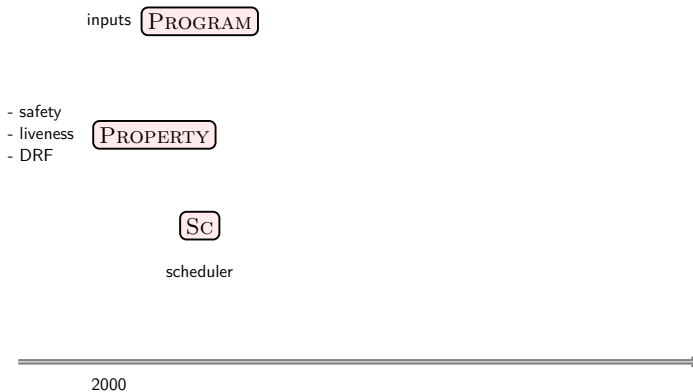 inputs PROGRAM
- safety
- liveness PROPERTY
- DRF
SC
scheduler
2000